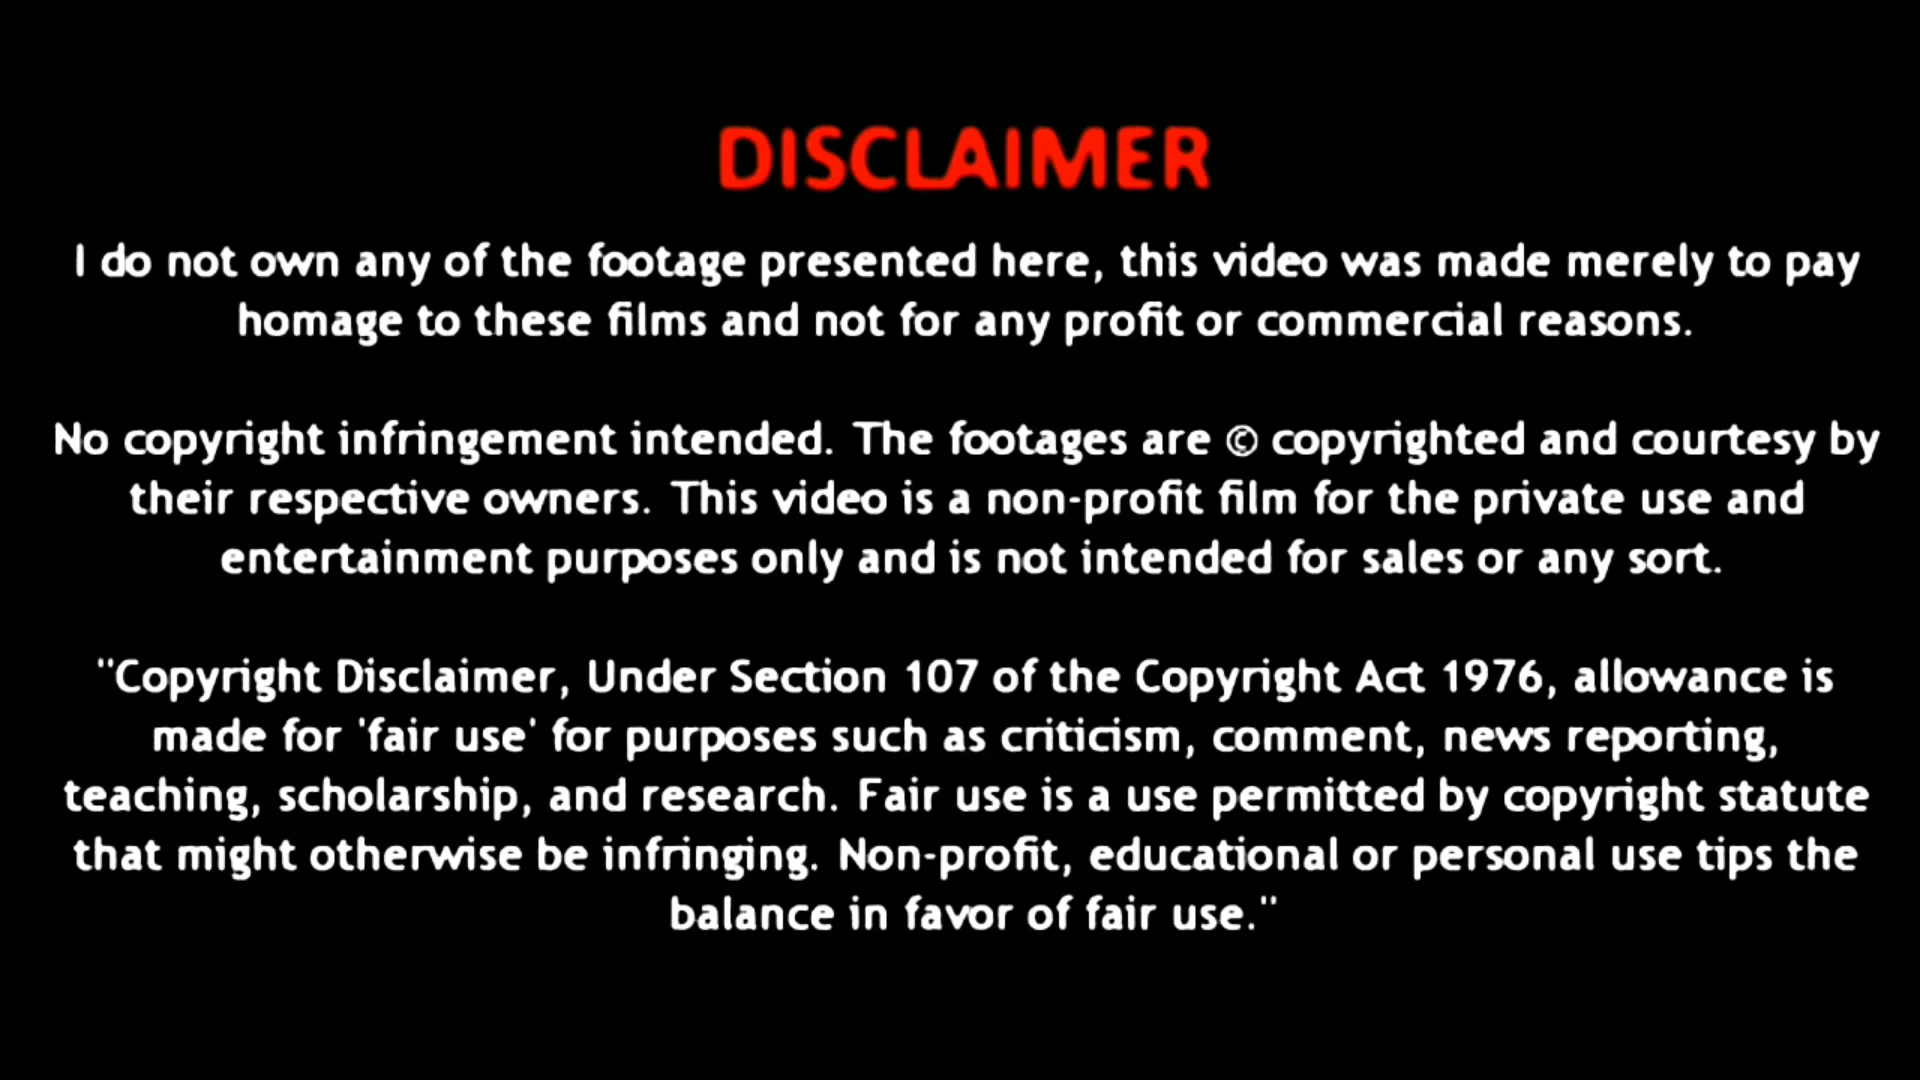 DISCLAIMER
I do not own any of the footage presented here, this video was made merely to pay
homage to these films and not for any profit or commercial reasons.
No copyright infringement intended. The footages are © copyrighted and courtesy by
their respective owners. This video is a non-profit film for the private use and
entertainment purposes only and is not intended for sales or any sort.
"Copyright Disclaimer, Under Section 107 of the Copyright Act 1976, allowance is
made for 'fair use' for purposes such as criticism, comment, news reporting,
teaching, scholarship, and research. Fair use is a use permitted by copyright statute
that might otherwise be infringing. Non-profit, educational or personal use tips the
balance in favor of fair use."